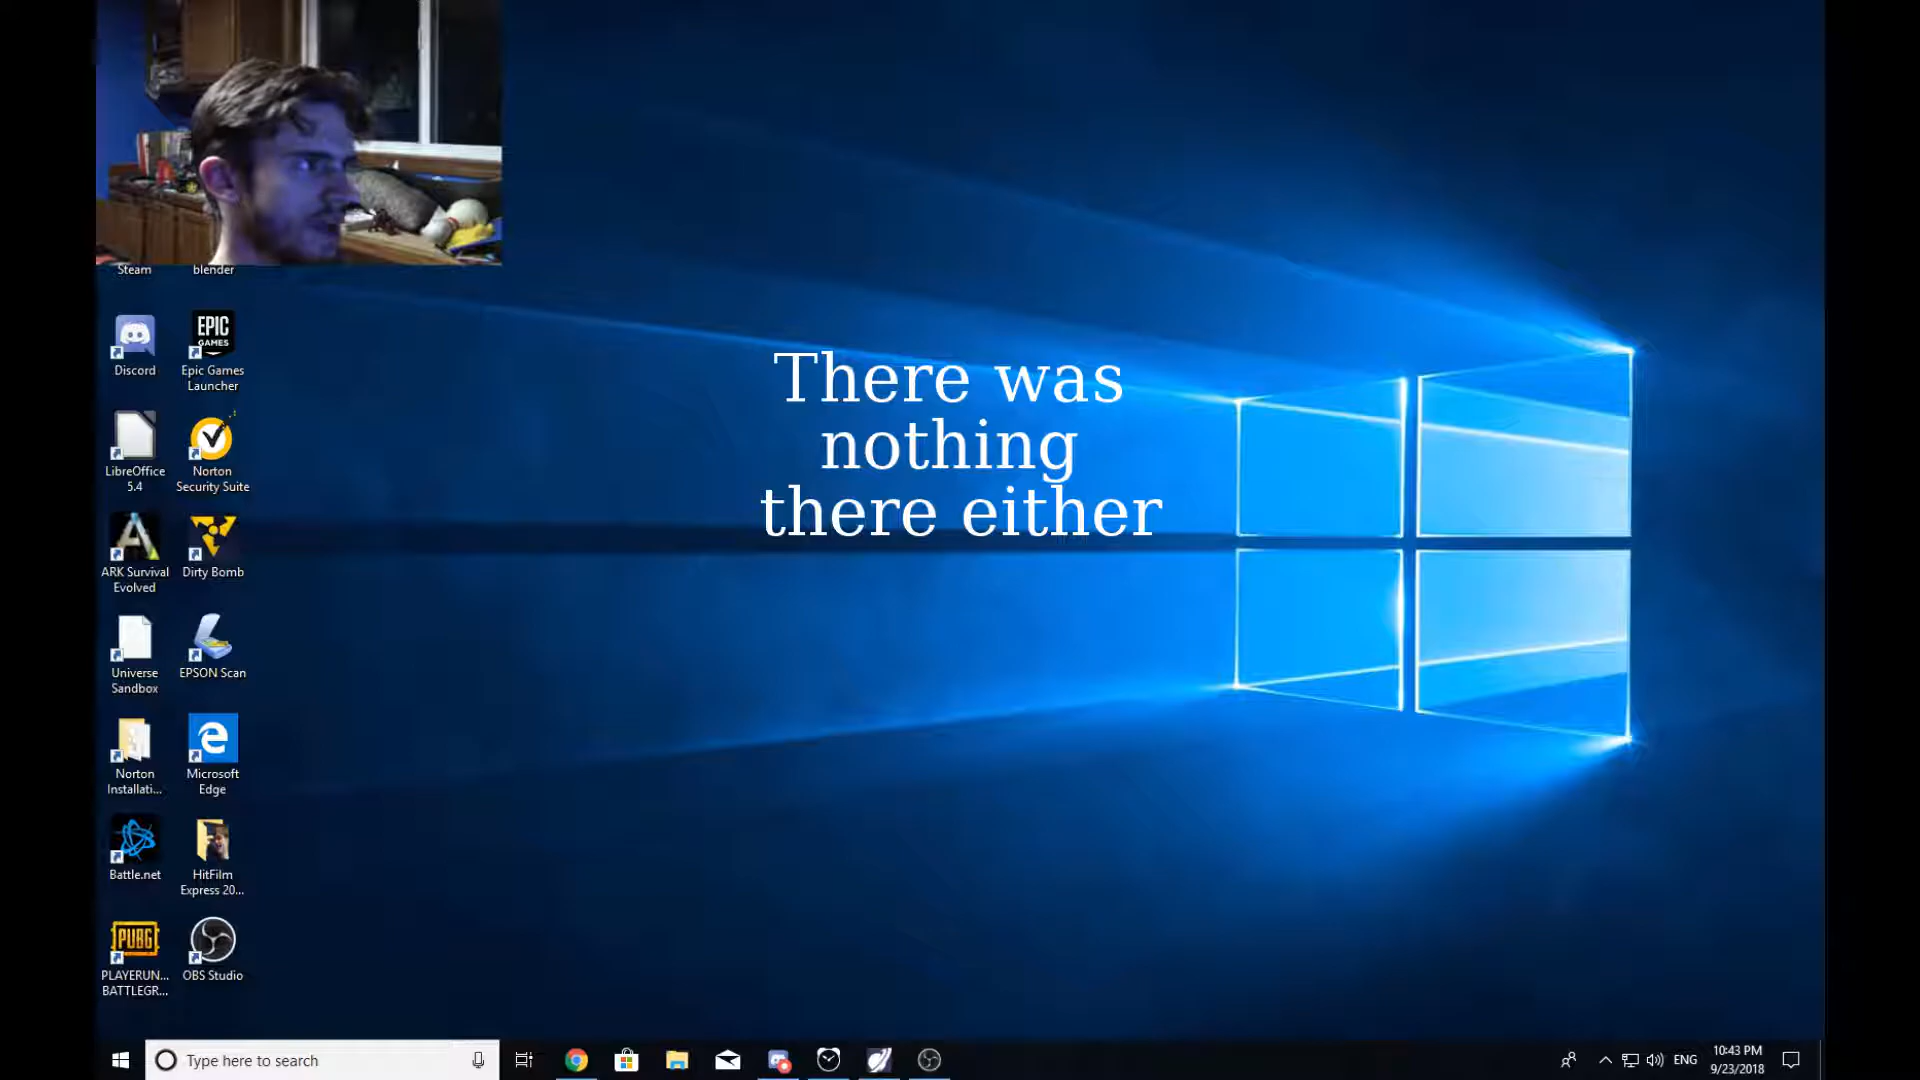 Steam
blender
Discord
EPIC
GAMES
Epic Games
Launcher
LibreOffice
5.4
Norton
Security Suite
ARK Survival
Evolved
Dirty Bomb
Universe
Sandbox
EPSON Scan
Norton
Installati...
Microsoft
Edge
Battle.net
HitFilm
Express 20...
PUBG
PLAYERUN...
BATTLEGR...
OBS Studio
There was
nothing
there either
Type here to search
ENG
10:43 PM
9/23/2018